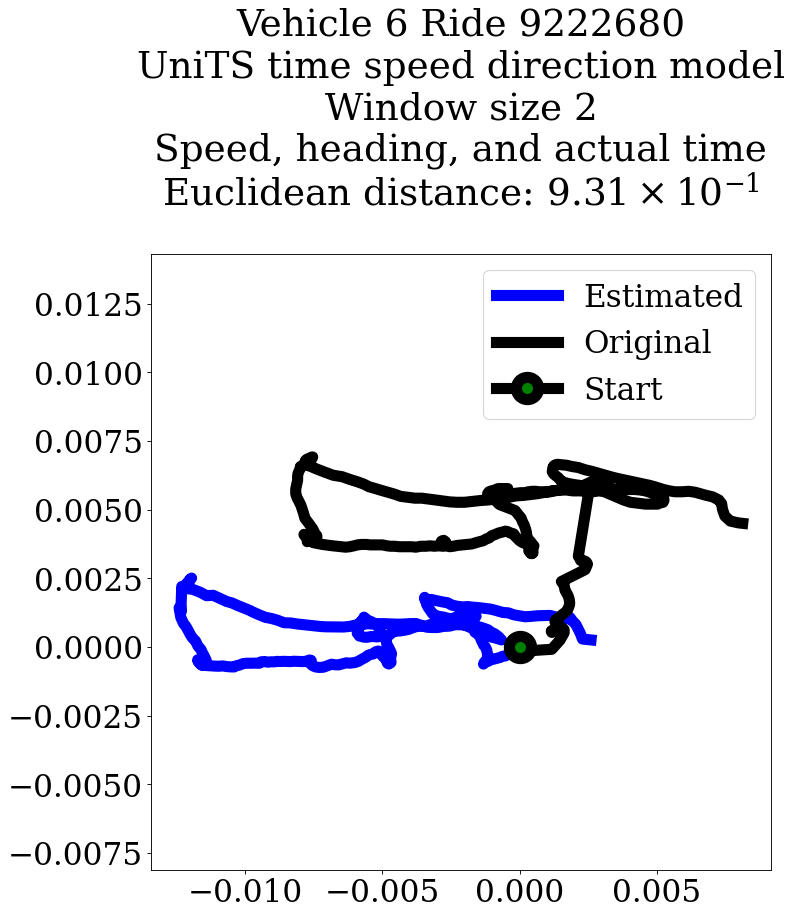 Vehicle 6 Ride 9222680
UniTS time speed direction model
Window size 2
Speed, heading, and actual time
Euclidean distance: 9.31 × 10⁻¹
Estimated
Original
Start
0.0125
0.0100
0.0075
0.0050
0.0025
0.0000
−0.0025
−0.0050
−0.0075
−0.010 −0.005 0.000 0.005